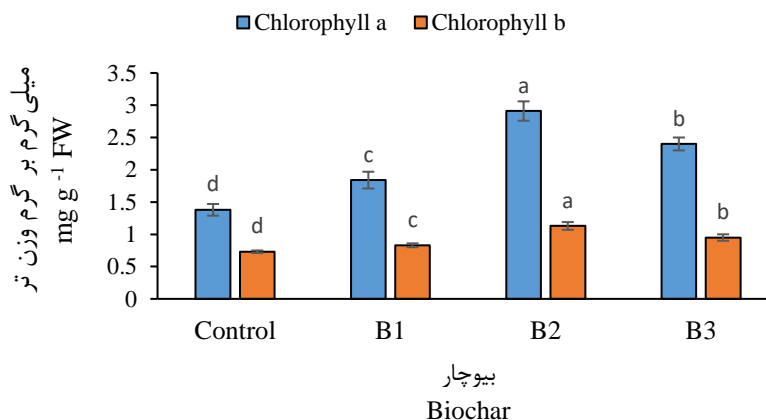 Chlorophyll a Chlorophyll b
میلی گرم بر گرم وزن تر
mg g -1 FW
3.5
3
2.5
2
1.5
1
0.5
0
d
d
c
c
a
a
b
b
Control B1 B2 B3
بیوچار
Biochar